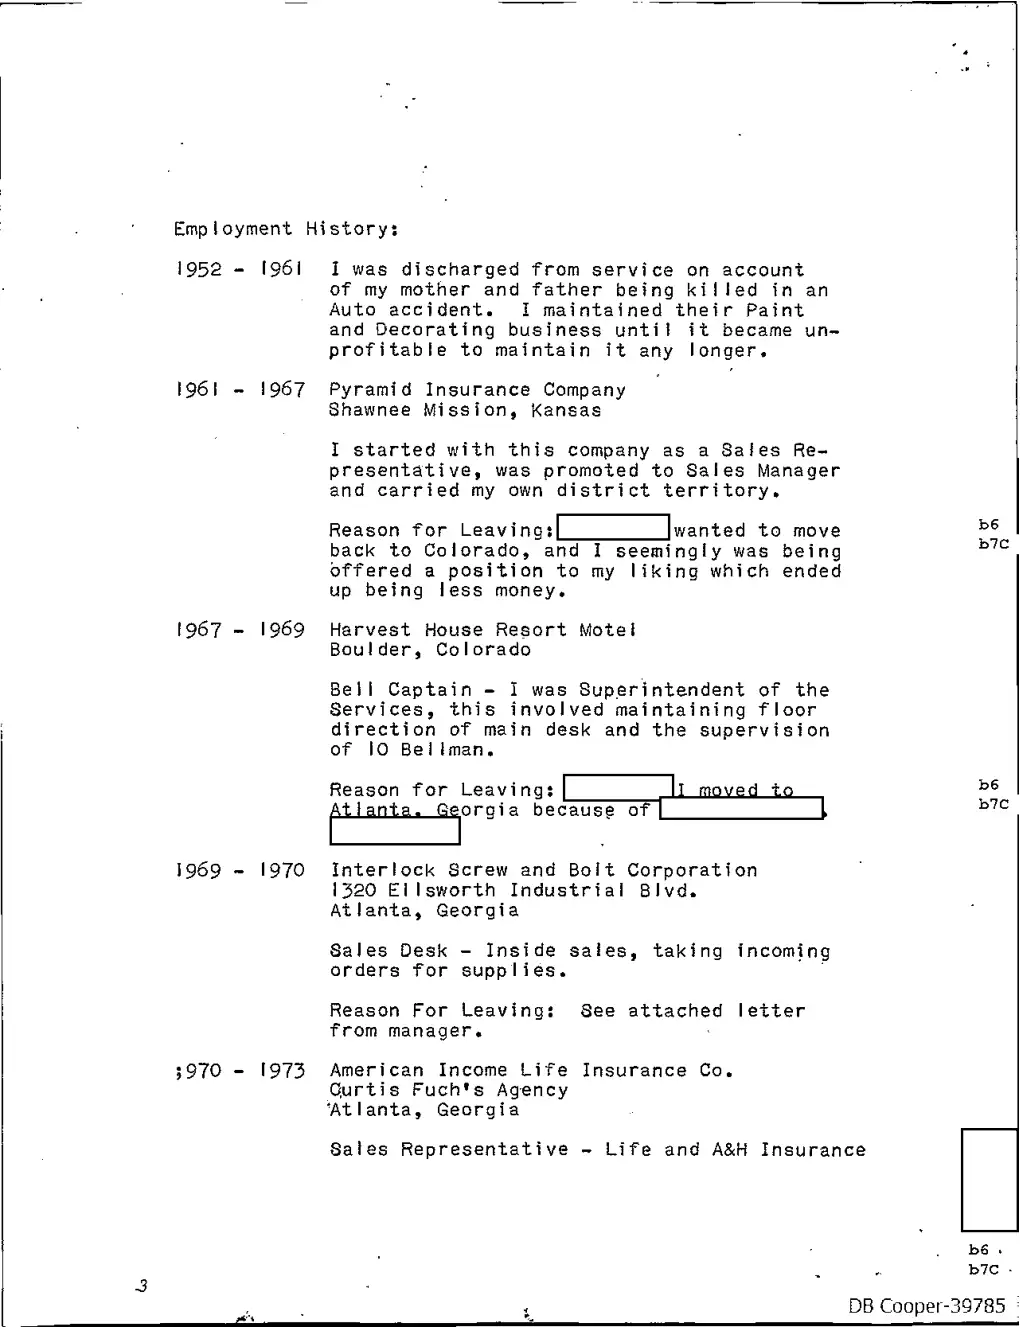 Employment History:
1952 - 1961 I was discharged from service on account
of my mother and father being killed in an
Auto accident. I maintained their Paint
and Decorating business until it became un-
profitable to maintain it any longer.
1961 - 1967 Pyramid Insurance Company
Shawnee Mission, Kansas
I started with this company as a Sales Re-
presentative, was promoted to Sales Manager
and carried my own district territory.
Reason for Leaving: wanted to move b6
back to Colorado, and I seemingly was being b7C
offered a position to my liking which ended
up being less money.
1967 - 1969 Harvest House Resort Motel
Boulder, Colorado
Bell Captain - I was Superintendent of the
Services, this involved maintaining floor
direction of main desk and the supervision
of 10 Bellman.
Reason for Leaving: I moved to b6
Atlanta, Georgia because of b7C
1969 - 1970 Interlock Screw and Bolt Corporation
1320 Ellsworth Industrial Blvd.
Atlanta, Georgia
Sales Desk - Inside sales, taking incoming
orders for supplies.
Reason For Leaving: See attached letter
from manager.
;970 - 1973 American Income Life Insurance Co.
Curtis Fuch's Agency
Atlanta, Georgia
Sales Representative - Life and A&H Insurance
b6
b7C
3
DB Cooper-39785